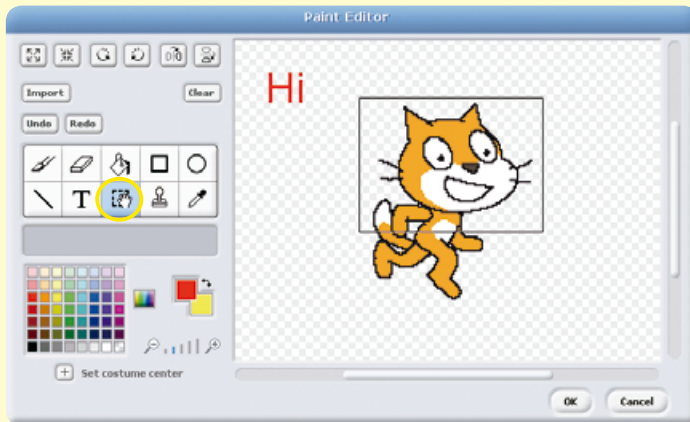 Paint Editor
Import
Clear
Undo
Redo
T
Hi
Set costume center
OK
Cancel